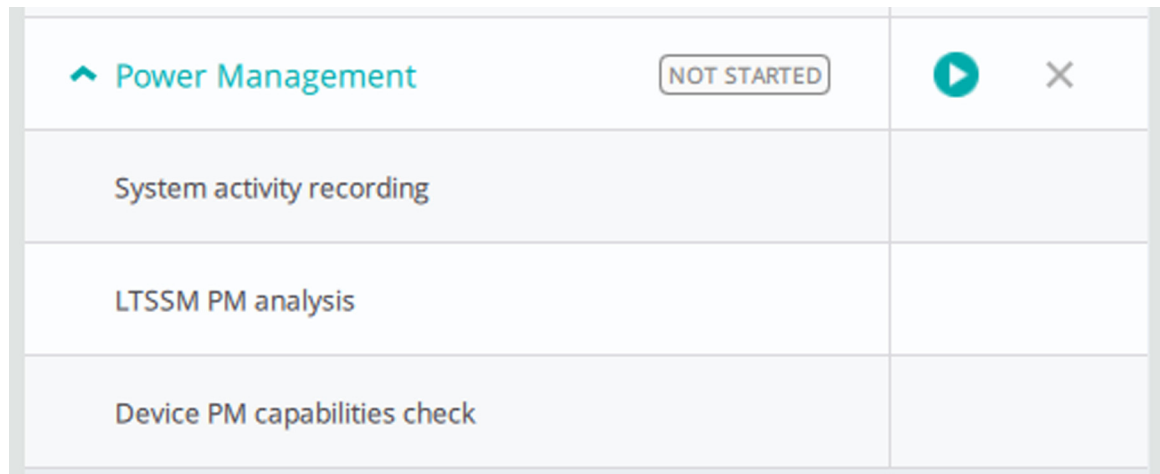 Power Management
NOT STARTED
System activity recording
LTSSM PM analysis
Device PM capabilities check